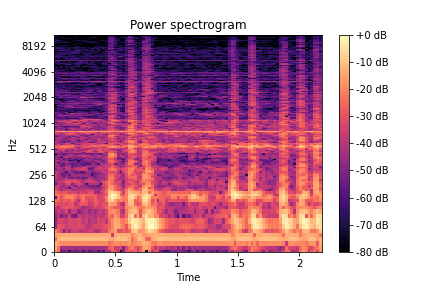 Power spectrogram
Hz
8192
4096
2048
1024
512
256
128
64
0
0
0.5
1
1.5
2
Time
+0 dB
-10 dB
-20 dB
-30 dB
-40 dB
-50 dB
-60 dB
-70 dB
-80 dB